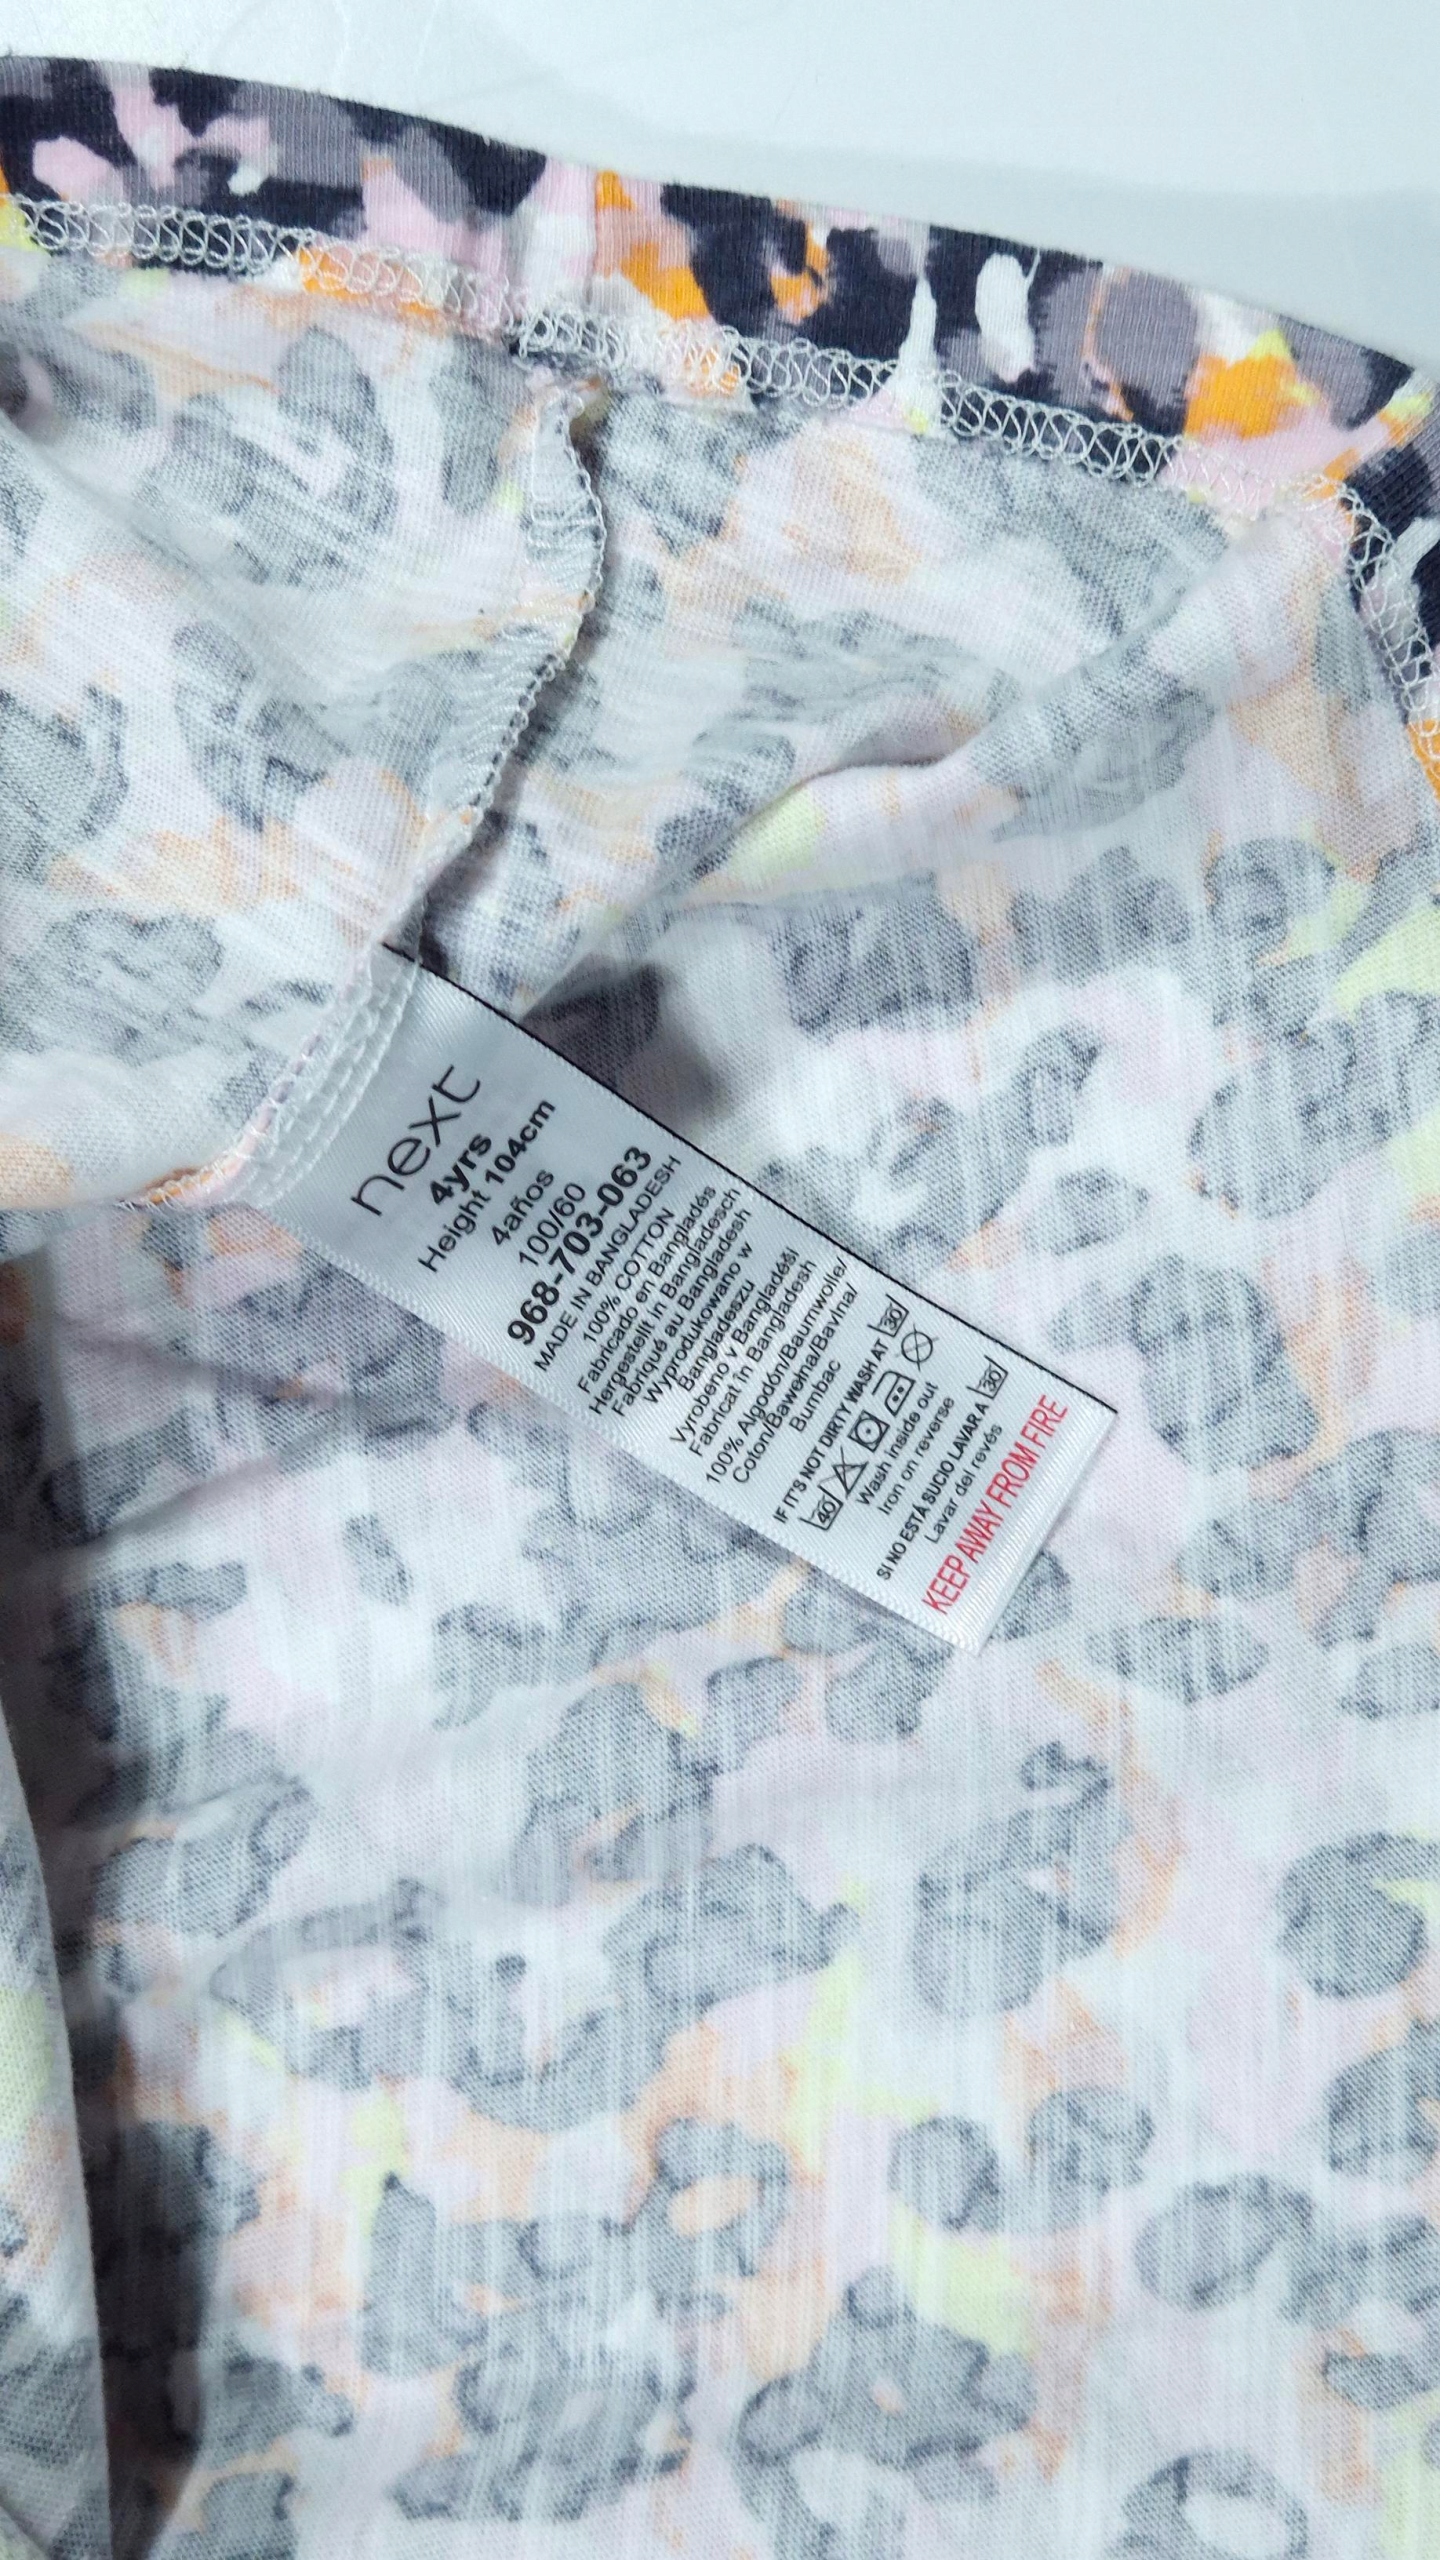 next
4yrs
Height 104cm
4años
100/60
968-703-063
MADE IN BANGLADESH
100% COTTON
Fabricado en Bangladés
Hergestellt in Bangladesch
Fabriqué au Bangladesh
Wyprodukowano w
Bangladeszu
Vyrobeno v Bangladéši
Fabricat în Bangladesh
100% Algodón/Baumwolle/
Coton/Bawełna/Bavlna/
Bumbac
IF IT'S NOT DIRTY WASH AT 30
40
Wash inside out
Iron on reverse
SI NO ESTÁ SUCIO LAVAR A 30
Lavar del revés
KEEP AWAY FROM FIRE